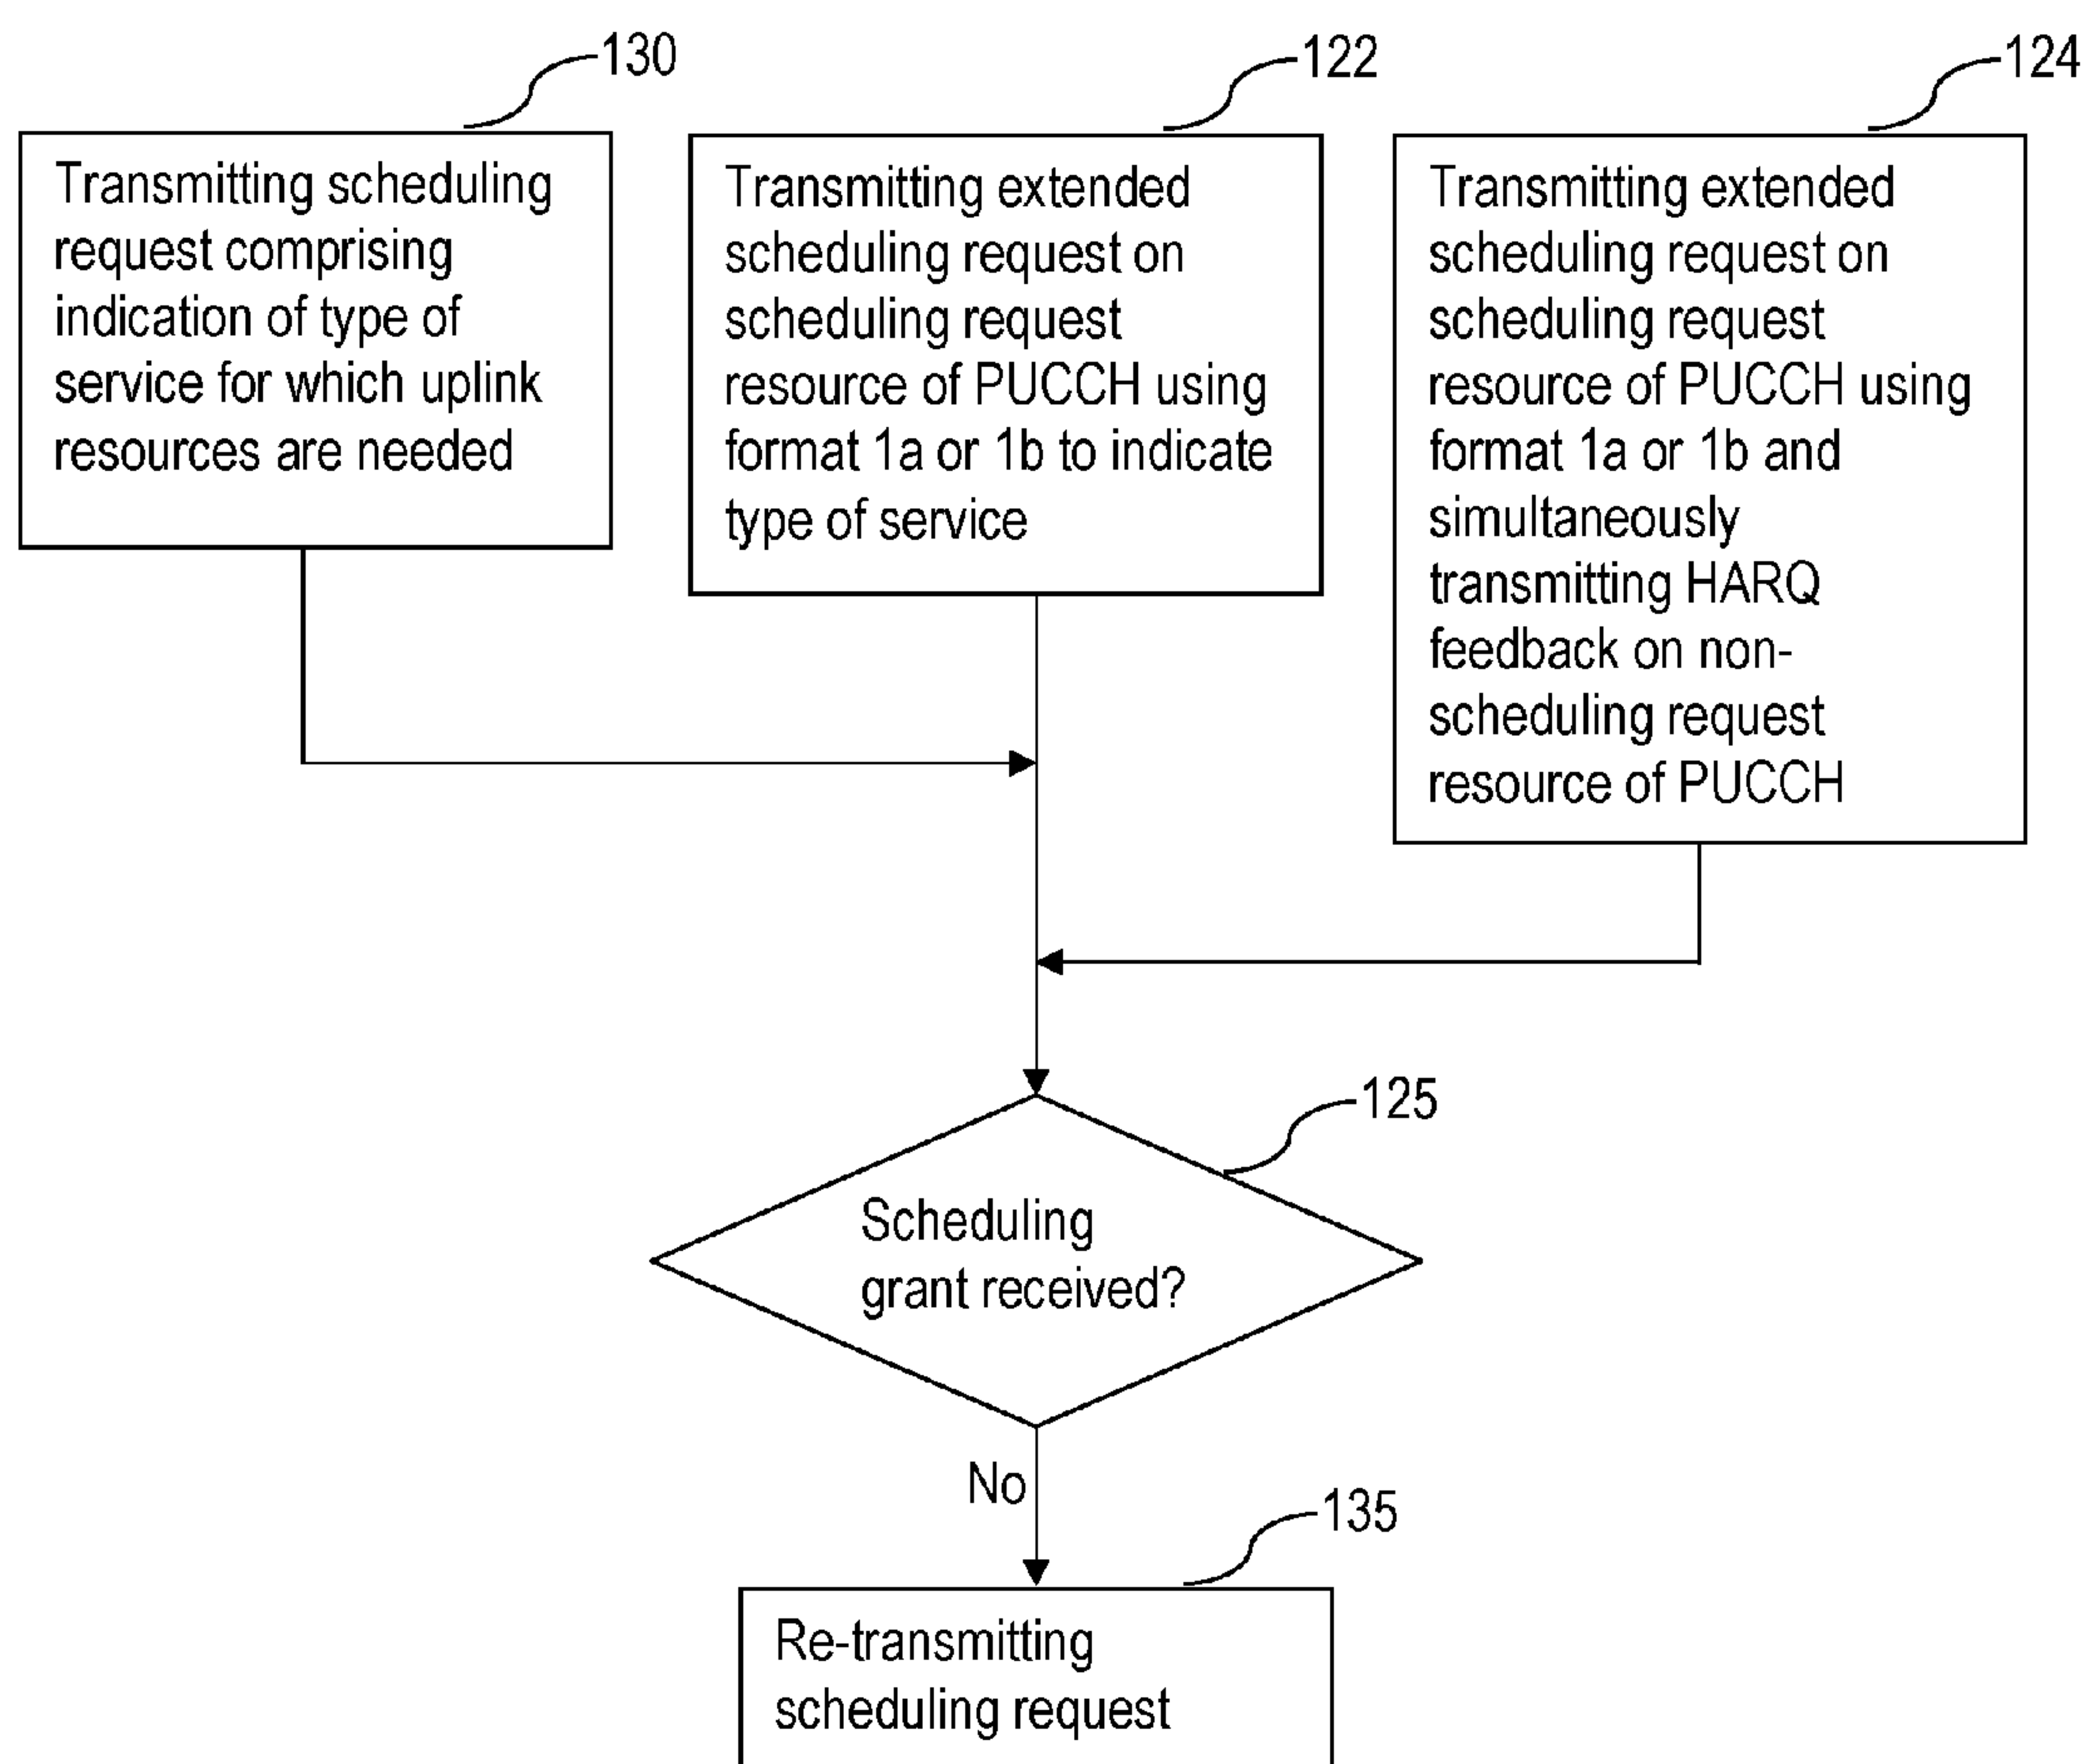 130
Transmitting scheduling
request comprising
indication of type of
service for which uplink
resources are needed
122
Transmitting extended
scheduling request on
scheduling request
resource of PUCCH using
format 1a or 1b to indicate
type of service
124
Transmitting extended
scheduling request on
scheduling request
resource of PUCCH using
format 1a or 1b and
simultaneously
transmitting HARQ
feedback on non-
scheduling request
resource of PUCCH
125
Scheduling
grant received?
No
135
Re-transmitting
scheduling request